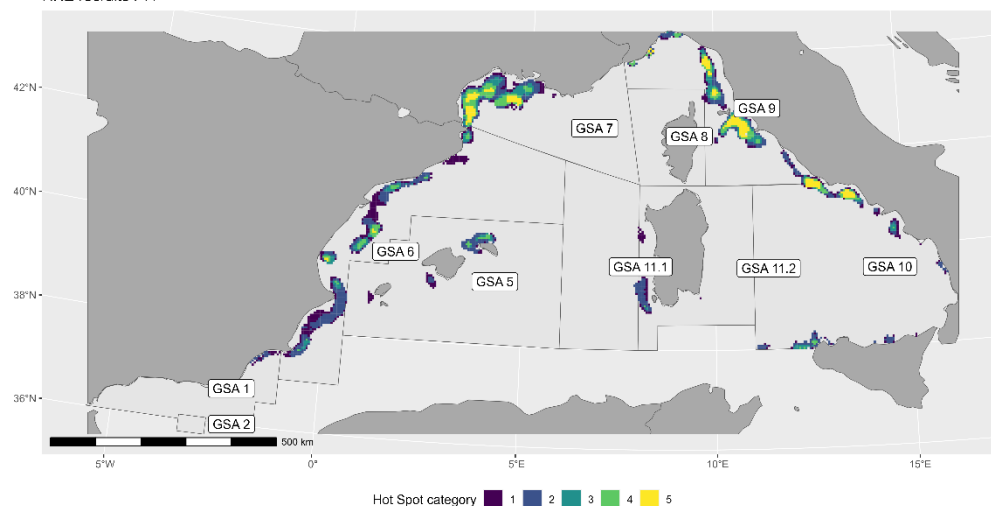 42°N
40°N
38°N
36°N
GSA 7
GSA 8
GSA 9
GSA 6
GSA 5
GSA 11.1
GSA 11.2
GSA 10
GSA 1
GSA 2
500 km
5°W
0°
5°E
10°E
15°E
Hot Spot category 1 2 3 4 5